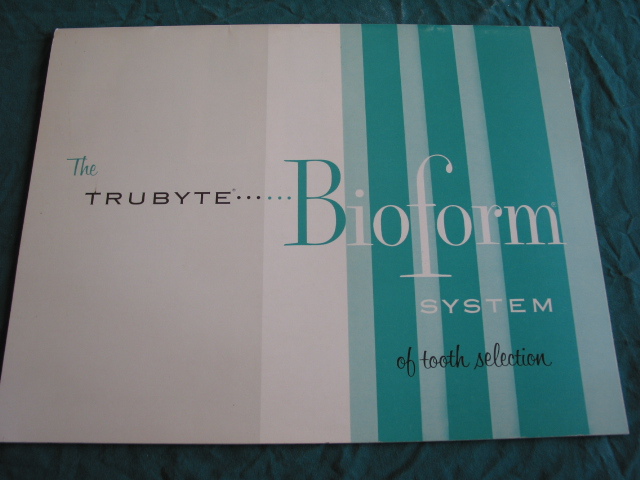 The
TRUBYTE®······Bioform®
SYSTEM
of tooth selection